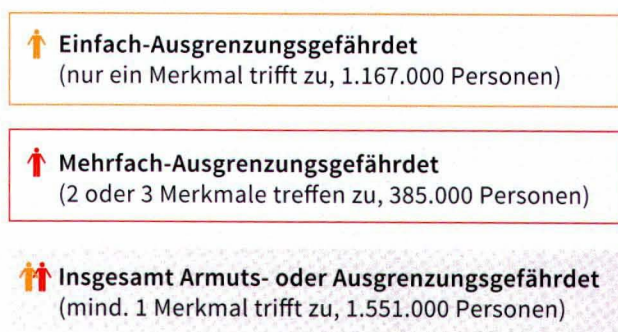 Einfach-Ausgrenzungsgefährdet
(nur ein Merkmal trifft zu, 1.167.000 Personen)
Mehrfach-Ausgrenzungsgefährdet
(2 oder 3 Merkmale treffen zu, 385.000 Personen)
Insgesamt Armuts- oder Ausgrenzungsgefährdet
(mind. 1 Merkmal trifft zu, 1.551.000 Personen)